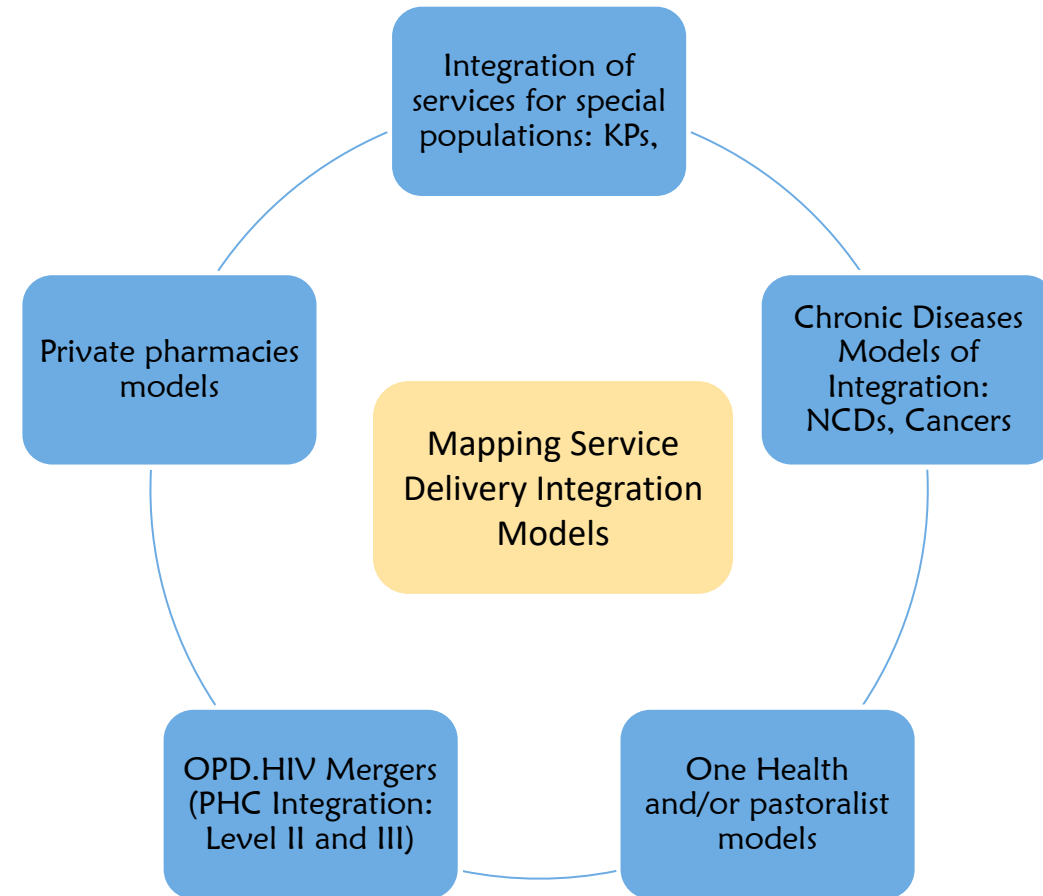 Integration of
services for special
populations: KPs,
Chronic Diseases
Models of
Integration:
NCDs, Cancers
One Health
and/or pastoralist
models
OPD.HIV Mergers
(PHC Integration:
Level II and III)
Private pharmacies
models
Mapping Service
Delivery Integration
Models